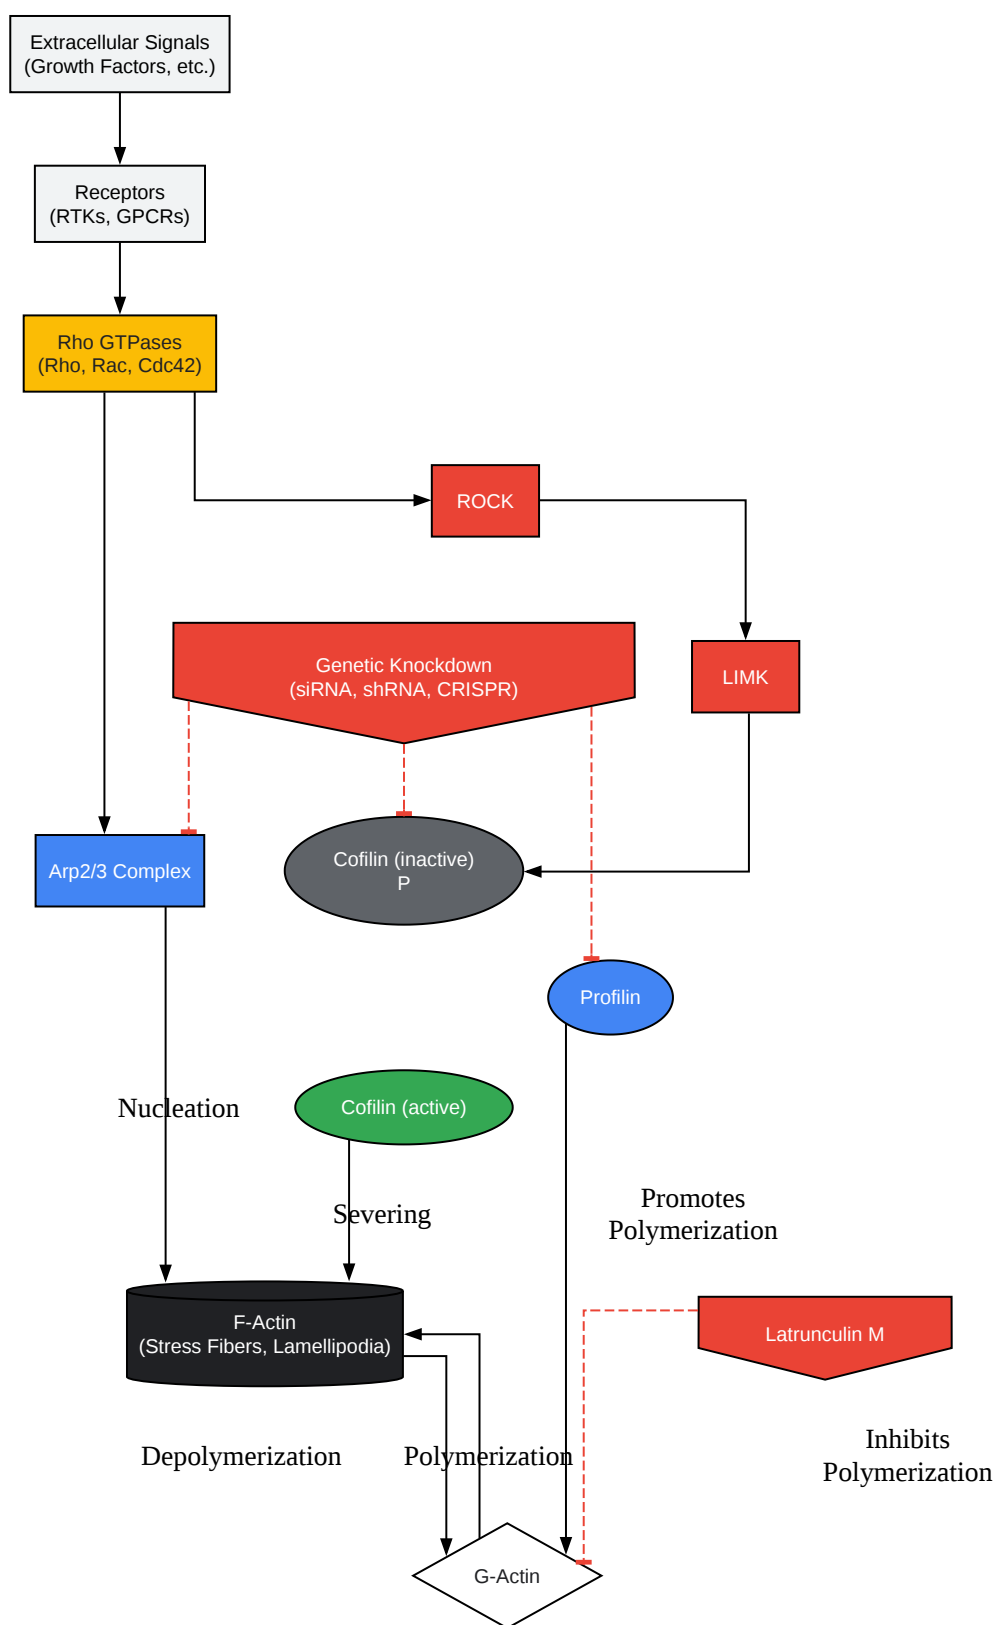 Extracellular Signals
(Growth Factors, etc.)
Receptors
(RTKs, GPCRs)
Rho GTPases
(Rho, Rac, Cdc42)
ROCK
Genetic Knockdown
(siRNA, shRNA, CRISPR)
LIMK
Arp2/3 Complex
Cofilin (inactive)
P
Profilin
Nucleation
Cofilin (active)
Severing
Promotes
Polymerization
F-Actin
(Stress Fibers, Lamellipodia)
Latrunculin M
Depolymerization
Polymerization
Inhibits
Polymerization
G-Actin